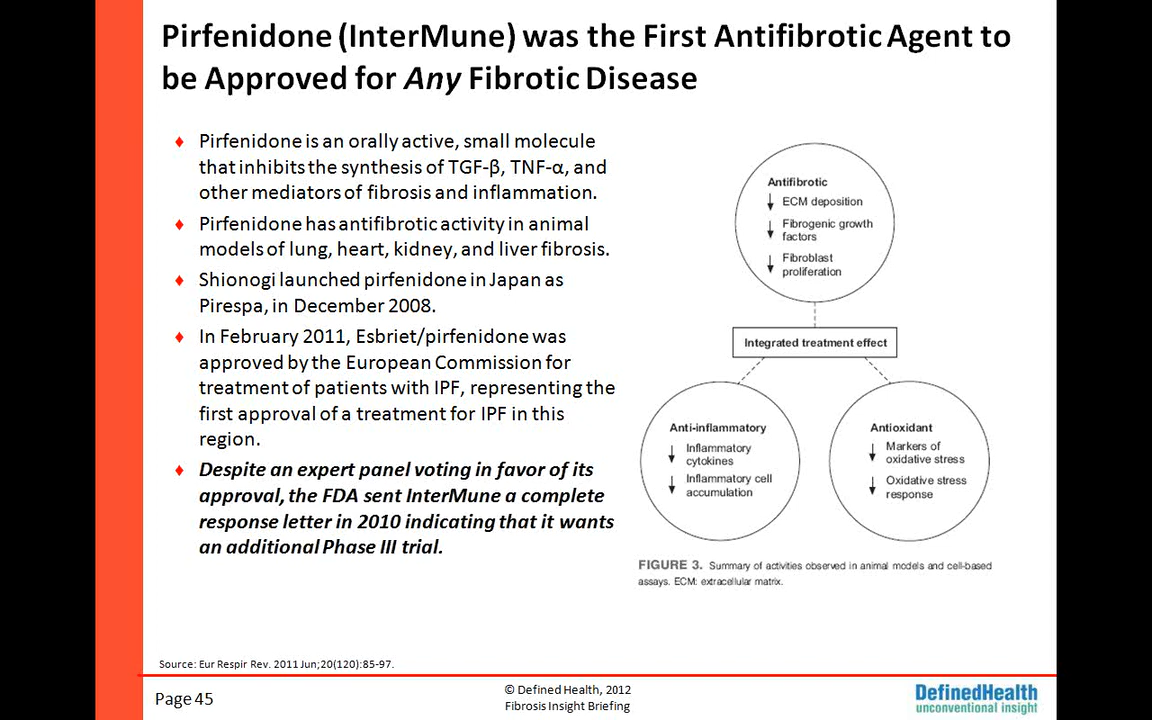 Pirfenidone (InterMune) was the First Antifibrotic Agent to
be Approved for Any Fibrotic Disease
♦ Pirfenidone is an orally active, small molecule
that inhibits the synthesis of TGF-β, TNF-α, and
other mediators of fibrosis and inflammation.
♦ Pirfenidone has antifibrotic activity in animal
models of lung, heart, kidney, and liver fibrosis.
♦ Shionogi launched pirfenidone in Japan as
Pirespa, in December 2008.
♦ In February 2011, Esbriet/pirfenidone was
approved by the European Commission for
treatment of patients with IPF, representing the
first approval of a treatment for IPF in this
region.
♦ Despite an expert panel voting in favor of its
approval, the FDA sent InterMune a complete
response letter in 2010 indicating that it wants
an additional Phase III trial.
Antifibrotic
↓ ECM deposition
↓ Fibrogenic growth
factors
↓ Fibroblast
proliferation
Integrated treatment effect
Anti-inflammatory
↓ Inflammatory
cytokines
↓ Inflammatory cell
accumulation
Antioxidant
↓ Markers of
oxidative stress
↓ Oxidative stress
response
FIGURE 3. Summary of activities observed in animal models and cell-based
assays. ECM: extracellular matrix.
Source: Eur Respir Rev. 2011 Jun;20(120):85-97.
Page 45
© Defined Health, 2012
Fibrosis Insight Briefing
DefinedHealth
unconventional insight